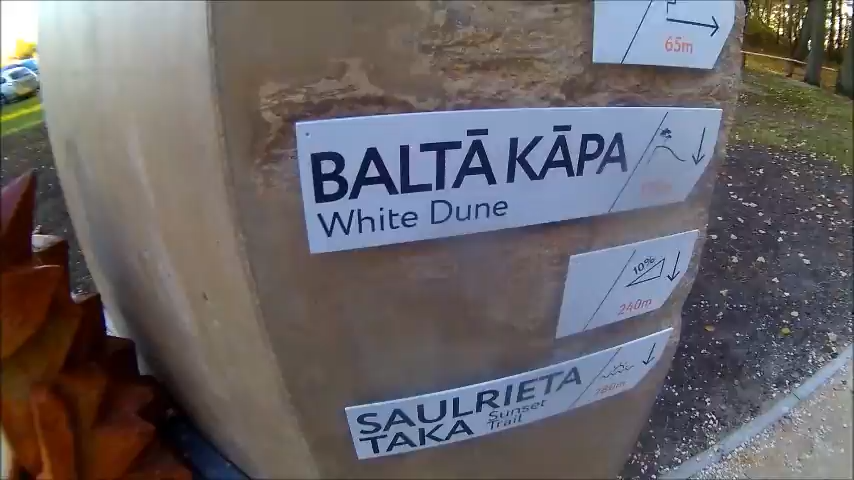 65m
BALTĀ KĀPA
White Dune
10%
240m
SAULRIETA
TAKA
Sunset
Trail